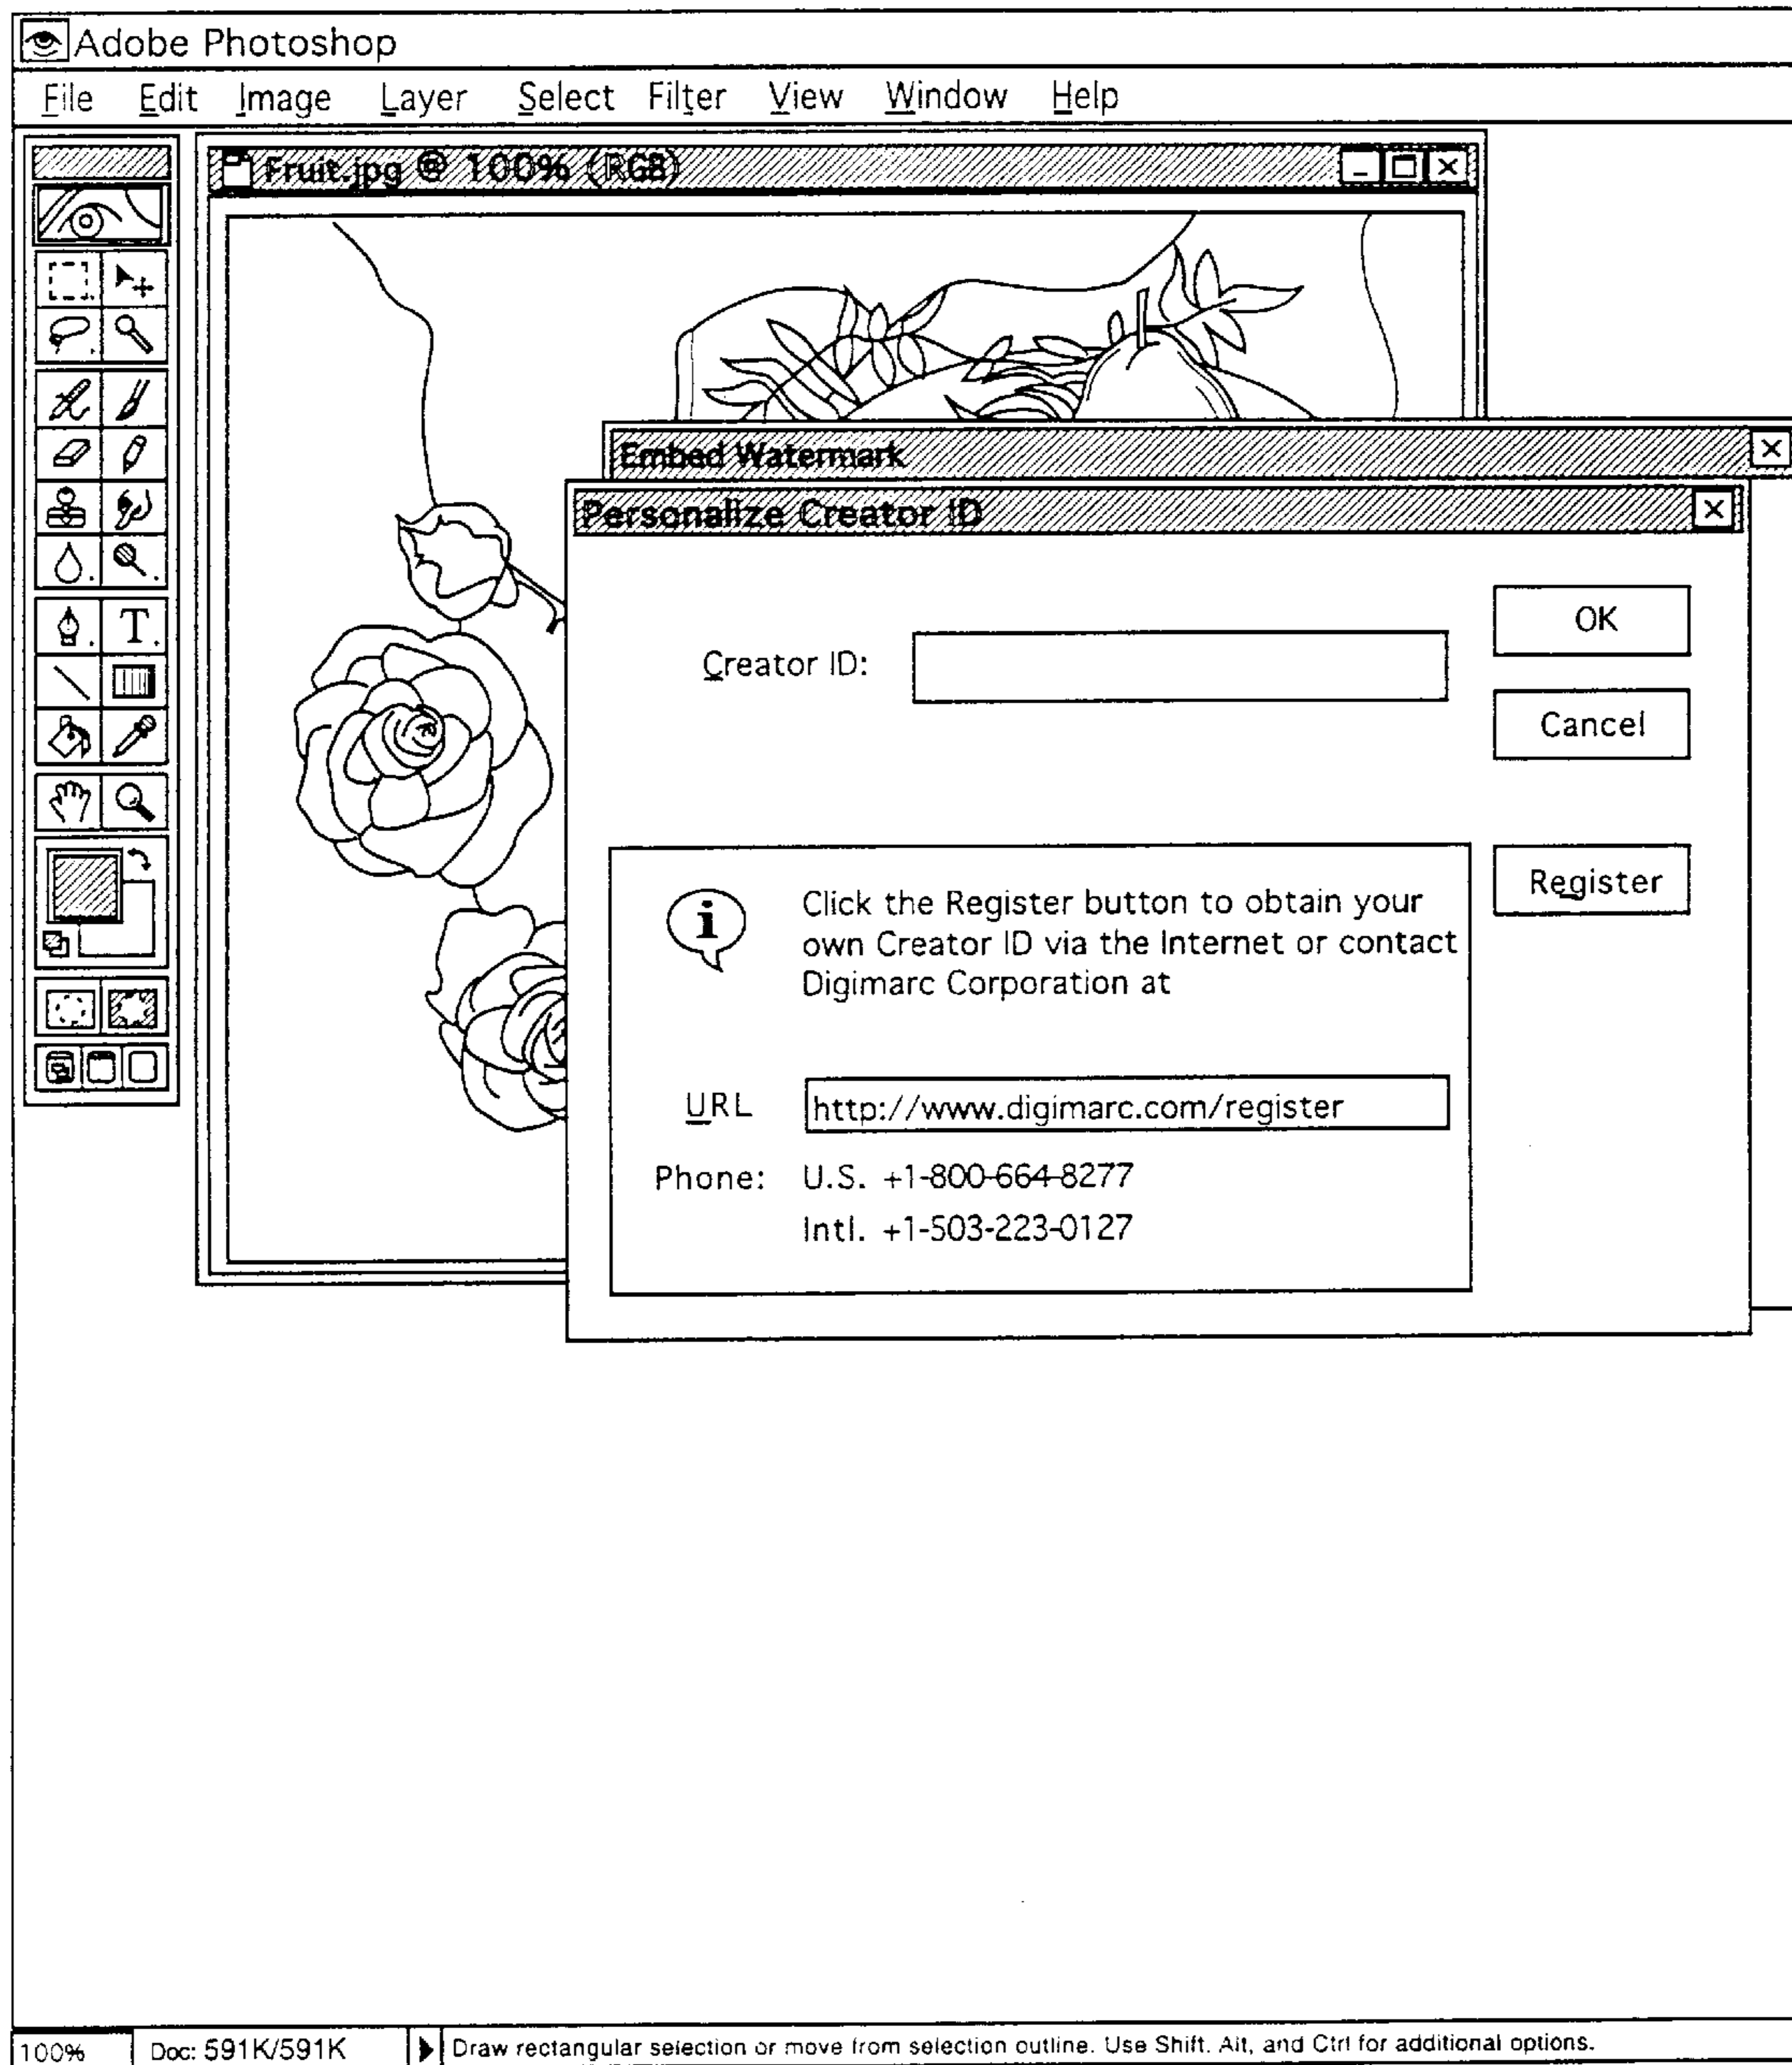 Adobe Photoshop
File Edit Image Layer Select Filter View Window Help
Fruit.jpg @ 100% (RGB)
Embed Watermark
Personalize Creator ID
OK
Creator ID:
Cancel
Register
Click the Register button to obtain your
own Creator ID via the Internet or contact
Digimarc Corporation at
URL http://www.digimarc.com/register
Phone: U.S. +1-800-664-8277
Intl. +1-503-223-0127
T
100% Doc: 591K/591K Draw rectangular selection or move from selection outline. Use Shift. Alt, and Ctrl for additional options.